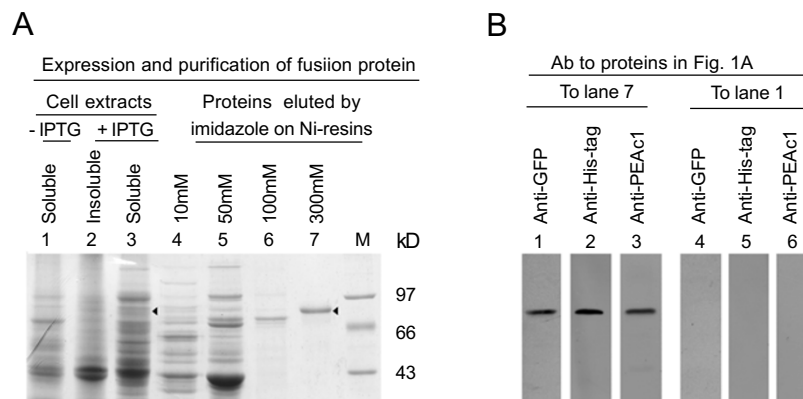 A
Expression and purification of fusiion protein
Cell extracts
Proteins eluted by
- IPTG
+ IPTG
imidazole on Ni-resins
Soluble
Insoluble
Soluble
10mM
50mM
100mM
300mM
1 2 3 4 5 6 7 M kD
97
66
43
B
Ab to proteins in Fig. 1A
To lane 7
To lane 1
Anti-GFP
Anti-His-tag
Anti-PEAc1
Anti-GFP
Anti-His-tag
Anti-PEAc1
1 2 3 4 5 6